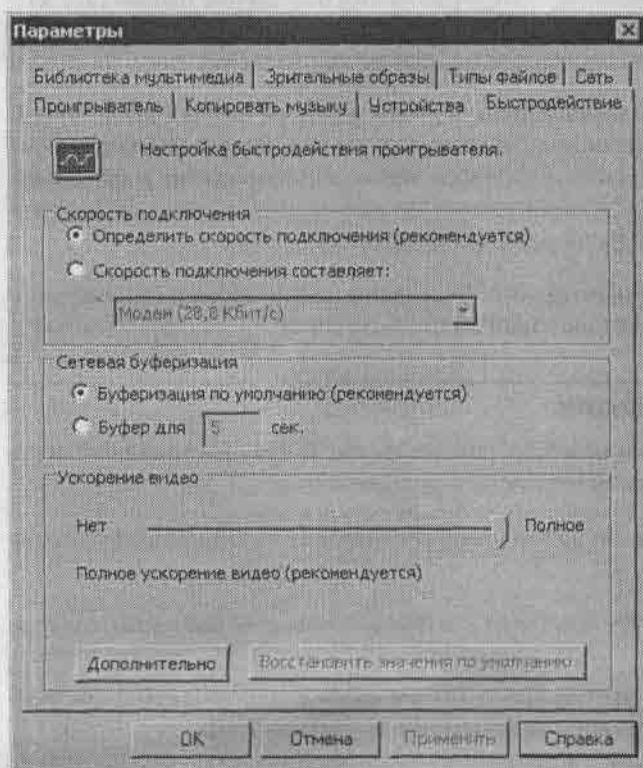 Параметры
Библиотека мультимедиа Зрительные образы Типы файлов Сеть
Проигрыватель Копировать музыку Устройства Быстродействие
Настройка быстродействия проигрывателя.
Скорость подключения
Определить скорость подключения (рекомендуется)
Скорость подключения составляет:
Модем (28,8 Кбит/с)
Сетевая буферизация
Буферизация по умолчанию (рекомендуется)
Буфер для 5 сек.
Ускорение видео
Нет Полное
Полное ускорение видео (рекомендуется)
Дополнительно Восстановить значения по умолчанию
OK Отмена Применить Справка